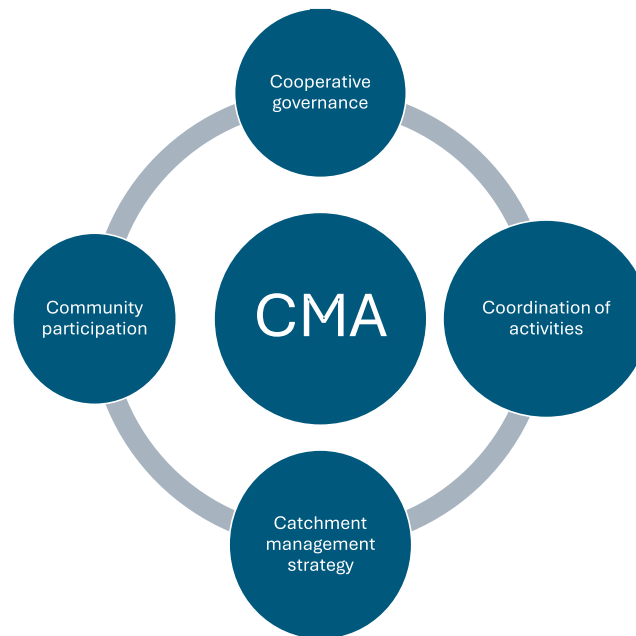 Cooperative
governance
Community
participation
CMA
Coordination of
activities
Catchment
management
strategy